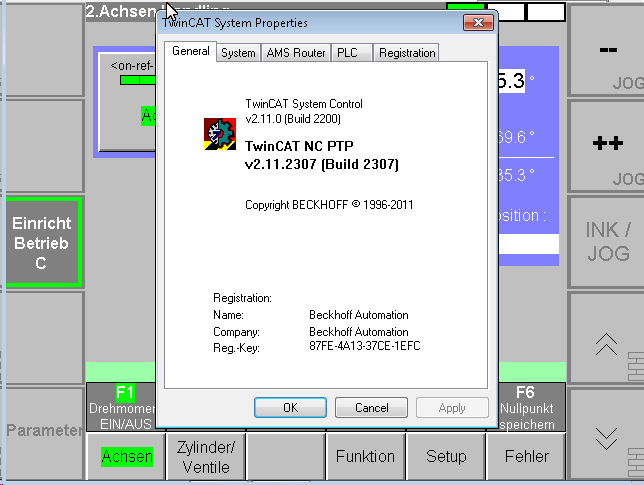 2.Achsen
TwinCAT System Properties
General
System
AMS Router
PLC
Registration
<on-ref-
5.3 °
--
JOG
TwinCAT System Control
v2.11.0 (Build 2200)
TwinCAT NC PTP
v2.11.2307 (Build 2307)
69.6 °
++
35.3 °
JOG
Copyright BECKHOFF © 1996-2011
osition :
Einricht
Betrieb
C
INK /
JOG
Registration:
Name: Beckhoff Automation
Company: Beckhoff Automation
Reg.-Key: 87FE-4A13-37CE-1EFC
OK
Cancel
Apply
F1
Drehmomen
EIN/AUS
F6
Nullpunkt
speichern
Parameter
Achsen
Zylinder/
Ventile
Funktion
Setup
Fehler